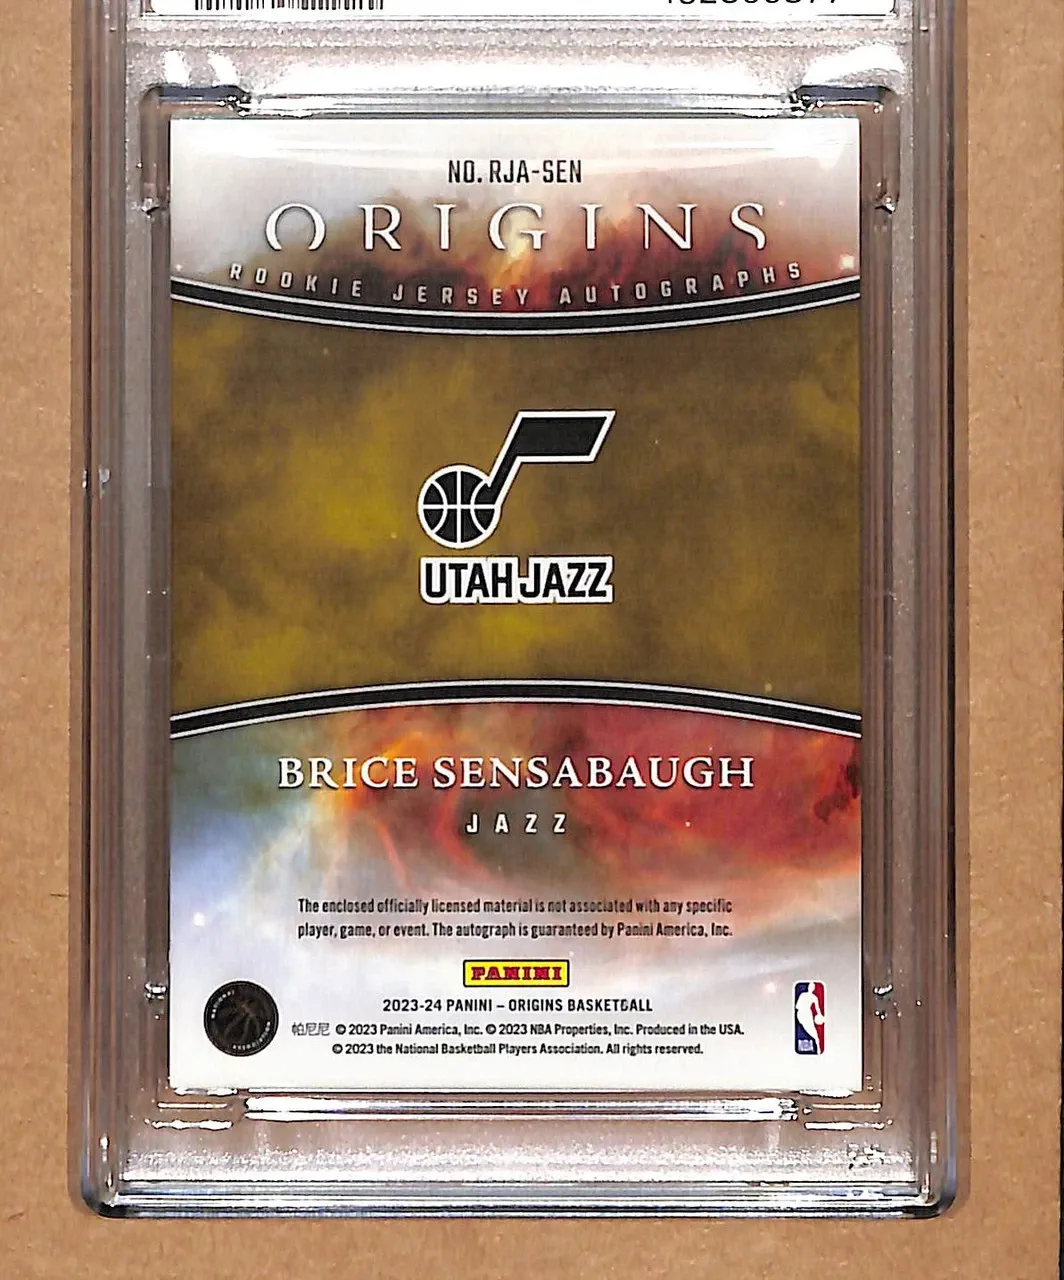 NO. RJA-SEN
ORIGINS
ROOKIE JERSEY AUTOGRAPHS
UTAH JAZZ
BRICE SENSABAUGH
JAZZ
The enclosed officially licensed material is not associated with any specific
player, game, or event. The autograph is guaranteed by Panini America, Inc.
PANINI
2023-24 PANINI – ORIGINS BASKETBALL
帕尼尼 © 2023 Panini America, Inc. © 2023 NBA Properties, Inc. Produced in the USA.
© 2023 the National Basketball Players Association. All rights reserved.
NBA